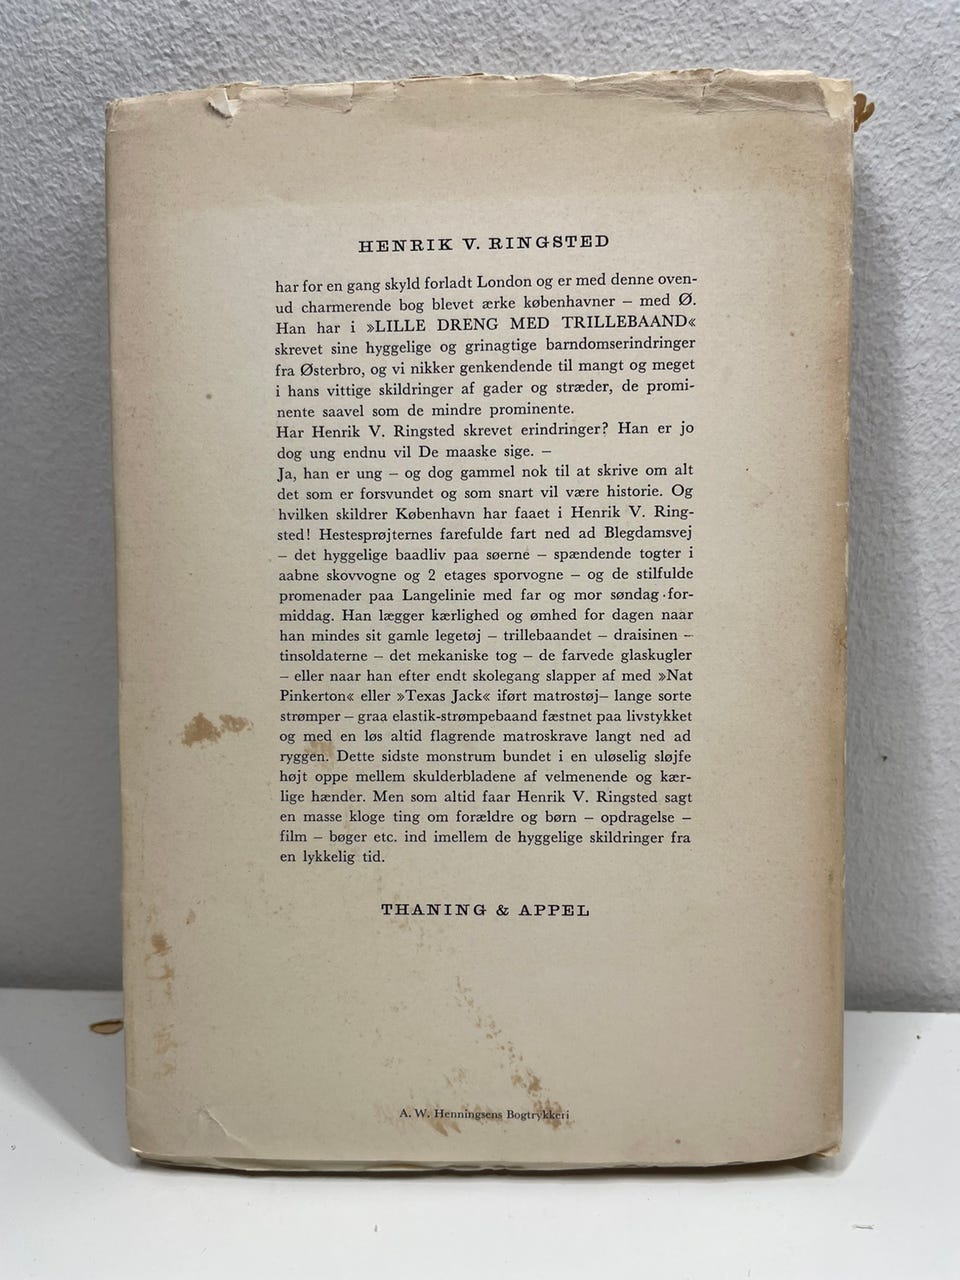 HENRIK V. RINGSTED
har for en gang skyld forladt London og er med denne oven-
ud charmerende bog blevet ærke københavner – med Ø.
Han har i »LILLE DRENG MED TRILLEBAAND«
skrevet sine hyggelige og grinagtige barndomserindringer
fra Østerbro, og vi nikker genkendende til mangt og meget
i hans vittige skildringer af gader og stræder, de promi-
nente saavel som de mindre prominente.
Har Henrik V. Ringsted skrevet erindringer? Han er jo
dog ung endnu vil De maaske sige. –
Ja, han er ung – og dog gammel nok til at skrive om alt
det som er forsvundet og som snart vil være historie. Og
hvilken skildrer København har faaet i Henrik V. Ring-
sted! Hestesprøjternes farefulde fart ned ad Blegdamsvej
– det hyggelige baadliv paa søerne – spændende togter i
aabne skovvogne og 2 etages sporvogne – og de stilfulde
promenader paa Langelinie med far og mor søndag for-
middag. Han lægger kærlighed og ømhed for dagen naar
han mindes sit gamle legetøj – trillebaandet – draisinen –
tinsoldaterne – det mekaniske tog – de farvede glaskugler
– eller naar han efter endt skolegang slapper af med »Nat
Pinkerton« eller »Texas Jack« iført matrostøj– lange sorte
strømper – graa elastik-strømpebaand fæstnet paa livstykket
og med en løs altid flagrende matroskrave langt ned ad
ryggen. Dette sidste monstrum bundet i en uløselig sløjfe
højt oppe mellem skulderbladene af velmenende og kær-
lige hænder. Men som altid faar Henrik V. Ringsted sagt
en masse kloge ting om forældre og børn – opdragelse –
film – bøger etc. ind imellem de hyggelige skildringer fra
en lykkelig tid.
THANING & APPEL
A. W. Henningsens Bogtrykkeri